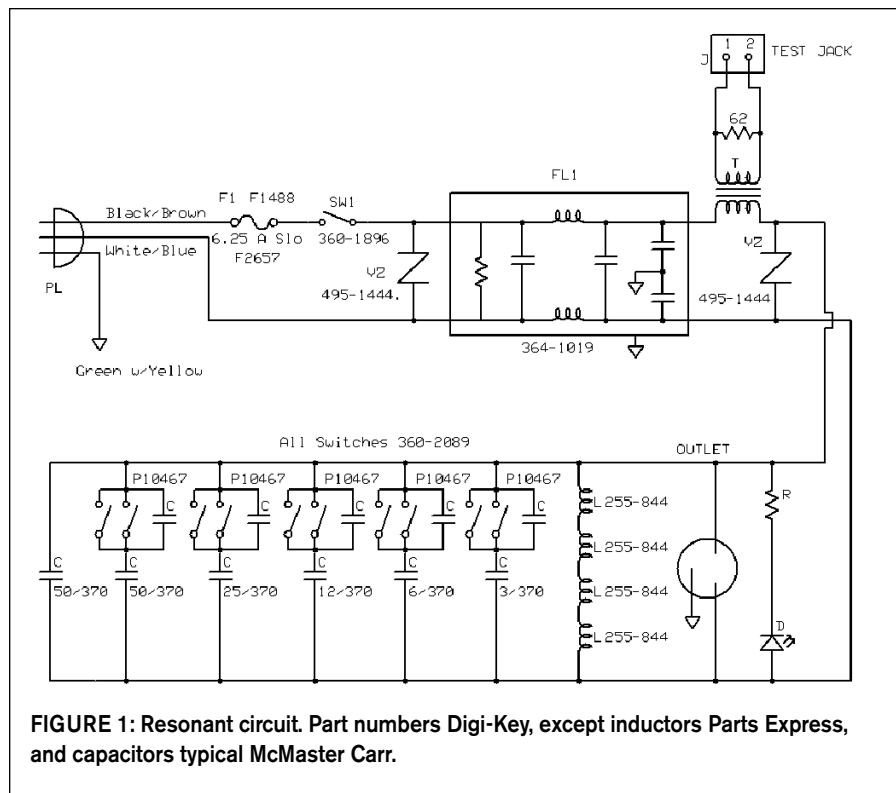 1 2
J
TEST JACK
62
T
FL1
F1 F1488
SW1
Black/Brown
6.25 A Slo
360-1896
F2657
White/Blue
VZ
VZ
495-1444.
495-1444
PL
364-1019
Green w/Yellow
All Switches 360-2089
OUTLET
P10467 P10467 P10467 P10467 P10467
C C C C C
R
L 255-844
L 255-844
L 255-844
L 255-844
C C C C C C
50/370 50/370 25/370 12/370 6/370 3/370
D
FIGURE 1: Resonant circuit. Part numbers Digi-Key, except inductors Parts Express,
and capacitors typical McMaster Carr.